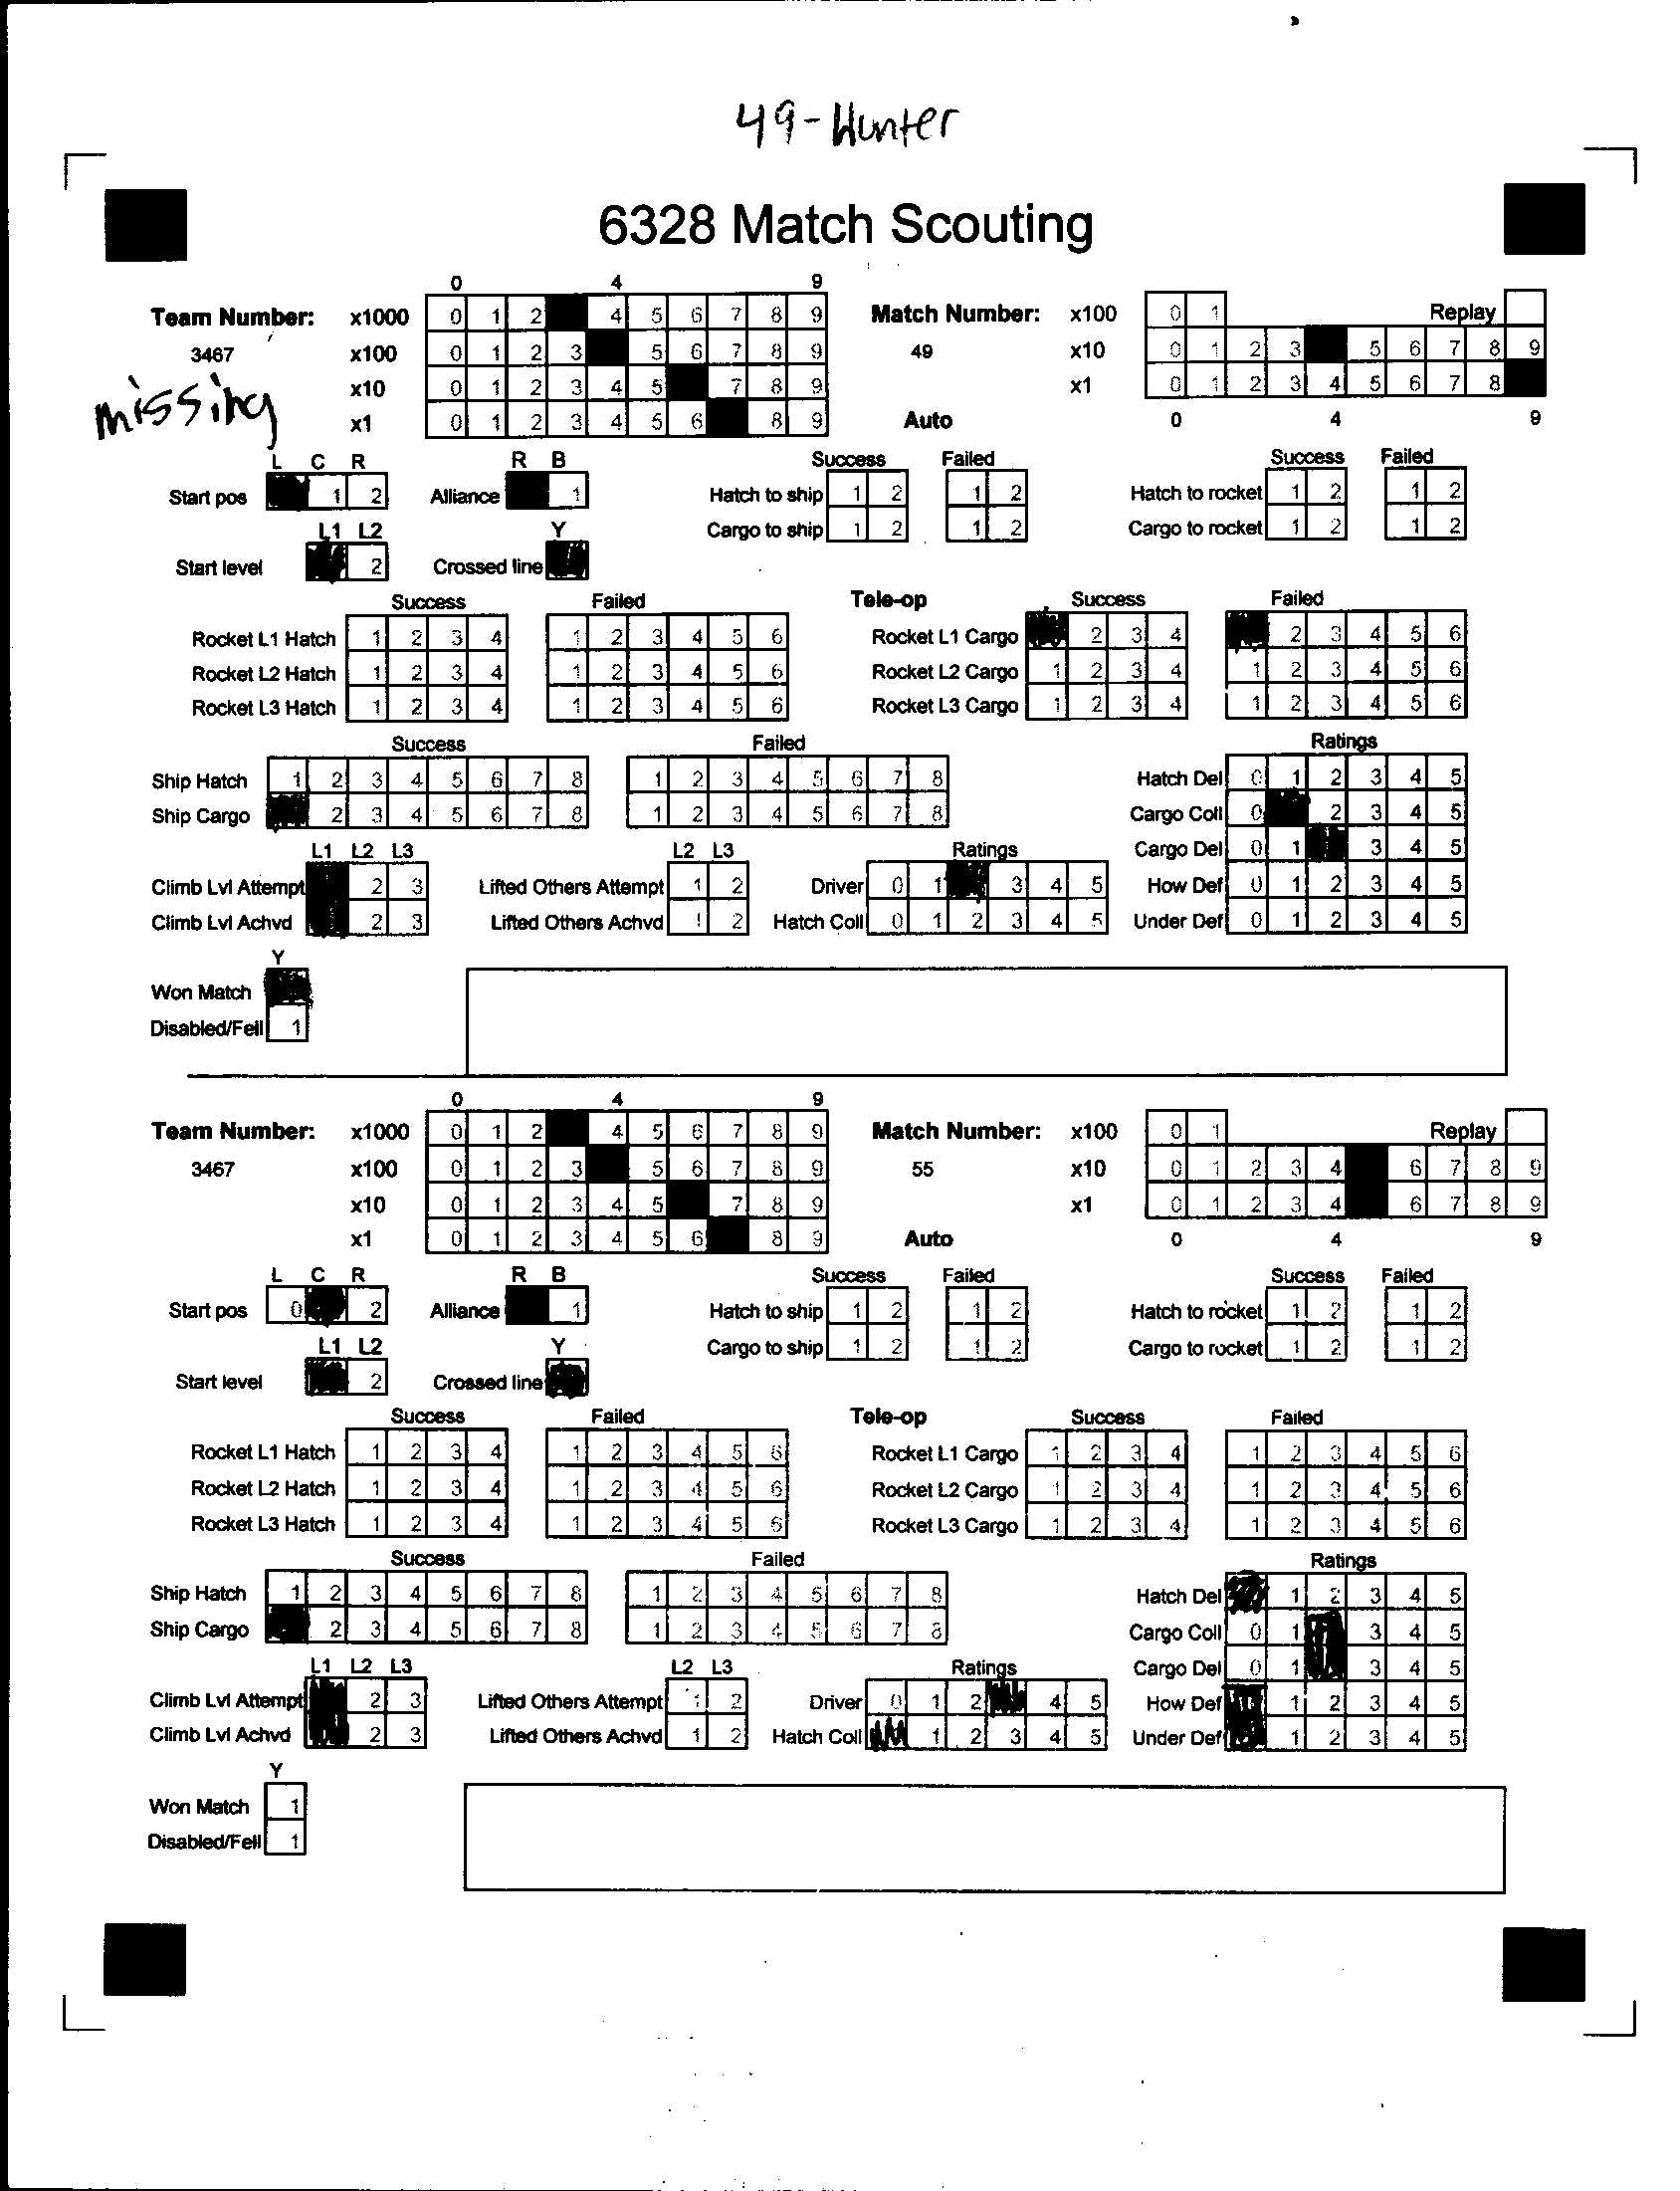 49-Hunter
6328 Match Scouting
0 4 9
Team Number: x1000 0 1 2 4 5 6 7 8 9 Match Number: x100 0 1 Replay
3467 x100 0 1 2 3 5 6 7 8 9 49 x10 0 1 2 3 5 6 7 8 9
missing x10 0 1 2 3 4 5 7 8 9 x1 0 1 2 3 4 5 6 7 8
x1 0 1 2 3 4 5 6 8 9 Auto 0 4 9
L C R R B Success Failed Success Failed
Start pos 1 2 Alliance 1 Hatch to ship 1 2 1 2 Hatch to rocket 1 2 1 2
L1 L2 Y Cargo to ship 1 2 1 2 Cargo to rocket 1 2 1 2
Start level 2 Crossed line
Success Failed Tele-op Success Failed
Rocket L1 Hatch 1 2 3 4 1 2 3 4 5 6 Rocket L1 Cargo 2 3 4 2 3 4 5 6
Rocket L2 Hatch 1 2 3 4 1 2 3 4 5 6 Rocket L2 Cargo 1 2 3 4 1 2 3 4 5 6
Rocket L3 Hatch 1 2 3 4 1 2 3 4 5 6 Rocket L3 Cargo 1 2 3 4 1 2 3 4 5 6
Success Failed Ratings
Ship Hatch 1 2 3 4 5 6 7 8 1 2 3 4 5 6 7 8 Hatch Del 0 1 2 3 4 5
Ship Cargo 2 3 4 5 6 7 8 1 2 3 4 5 6 7 8 Cargo Coll 0 2 3 4 5
L1 L2 L3 L2 L3 Ratings Cargo Del 0 1 3 4 5
Climb Lvl Attempt 2 3 Lifted Others Attempt 1 2 Driver 0 1 3 4 5 How Def 0 1 2 3 4 5
Climb Lvl Achvd 2 3 Lifted Others Achvd 1 2 Hatch Coll 0 1 2 3 4 5 Under Def 0 1 2 3 4 5
Y
Won Match
Disabled/Fell 1
0 4 9
Team Number: x1000 0 1 2 4 5 6 7 8 9 Match Number: x100 0 1 Replay
3467 x100 0 1 2 3 5 6 7 8 9 55 x10 0 1 2 3 4 6 7 8 9
x10 0 1 2 3 4 5 7 8 9 x1 0 1 2 3 4 6 7 8 9
x1 0 1 2 3 4 5 6 8 9 Auto 0 4 9
L C R R B Success Failed Success Failed
Start pos 0 2 Alliance 1 Hatch to ship 1 2 1 2 Hatch to rocket 1 2 1 2
L1 L2 Y Cargo to ship 1 2 1 2 Cargo to rocket 1 2 1 2
Start level 2 Crossed line
Success Failed Tele-op Success Failed
Rocket L1 Hatch 1 2 3 4 1 2 3 4 5 6 Rocket L1 Cargo 1 2 3 4 1 2 3 4 5 6
Rocket L2 Hatch 1 2 3 4 1 2 3 4 5 6 Rocket L2 Cargo 1 2 3 4 1 2 3 4 5 6
Rocket L3 Hatch 1 2 3 4 1 2 3 4 5 6 Rocket L3 Cargo 1 2 3 4 1 2 3 4 5 6
Success Failed Ratings
Ship Hatch 1 2 3 4 5 6 7 8 1 2 3 4 5 6 7 8 Hatch Del 1 2 3 4 5
Ship Cargo 2 3 4 5 6 7 8 1 2 3 4 5 6 7 8 Cargo Coll 0 1 3 4 5
L1 L2 L3 L2 L3 Ratings Cargo Del 0 1 3 4 5
Climb Lvl Attempt 2 3 Lifted Others Attempt 1 2 Driver 0 1 2 4 5 How Def 1 2 3 4 5
Climb Lvl Achvd 2 3 Lifted Others Achvd 1 2 Hatch Coll 1 2 3 4 5 Under Def 1 2 3 4 5
Y
Won Match 1
Disabled/Fell 1